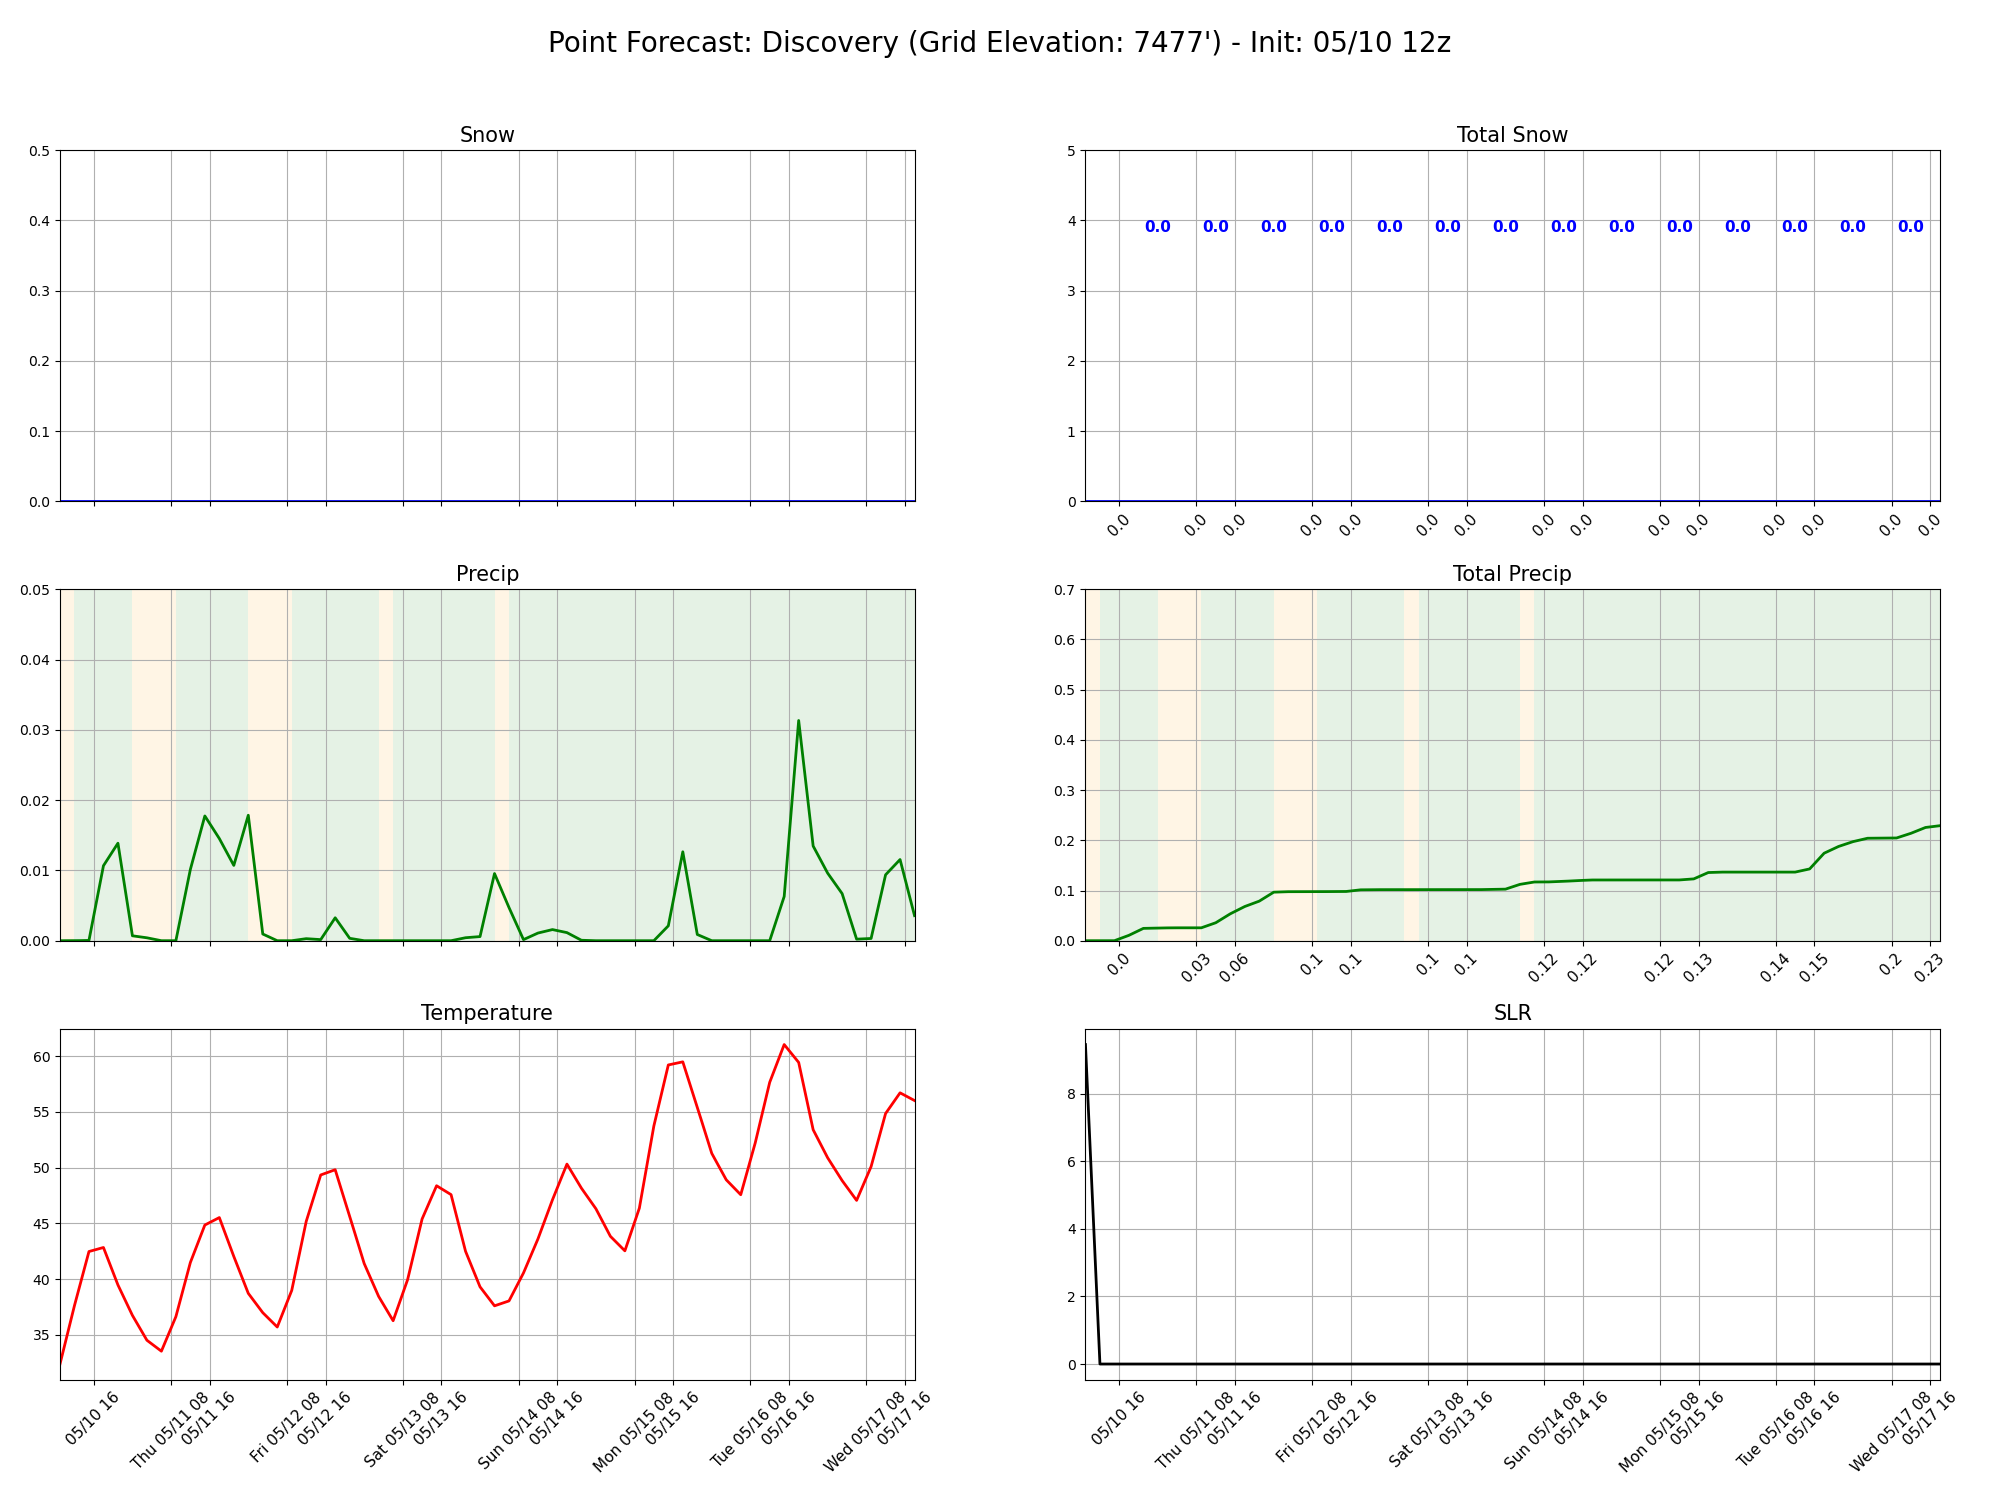 Point Forecast: Discovery (Grid Elevation: 7477') - Init: 05/10 12z
Snow
0.5
0.4
0.3
0.2
0.1
0.0
Total Snow
5
4
3
2
1
0
0.0 0.0 0.0 0.0 0.0 0.0 0.0 0.0 0.0 0.0 0.0 0.0 0.0 0.0
0.0 0.0 0.0 0.0 0.0 0.0 0.0 0.0 0.0 0.0 0.0 0.0 0.0 0.0 0.0
Precip
0.05
0.04
0.03
0.02
0.01
0.00
Total Precip
0.7
0.6
0.5
0.4
0.3
0.2
0.1
0.0
0.0 0.03 0.06 0.1 0.1 0.1 0.1 0.12 0.12 0.12 0.13 0.14 0.15 0.2 0.23
Temperature
60
55
50
45
40
35
05/10 16
Thu 05/11 08
05/11 16
Fri 05/12 08
05/12 16
Sat 05/13 08
05/13 16
Sun 05/14 08
05/14 16
Mon 05/15 08
05/15 16
Tue 05/16 08
05/16 16
Wed 05/17 08
05/17 16
SLR
8
6
4
2
0
05/10 16
Thu 05/11 08
05/11 16
Fri 05/12 08
05/12 16
Sat 05/13 08
05/13 16
Sun 05/14 08
05/14 16
Mon 05/15 08
05/15 16
Tue 05/16 08
05/16 16
Wed 05/17 08
05/17 16